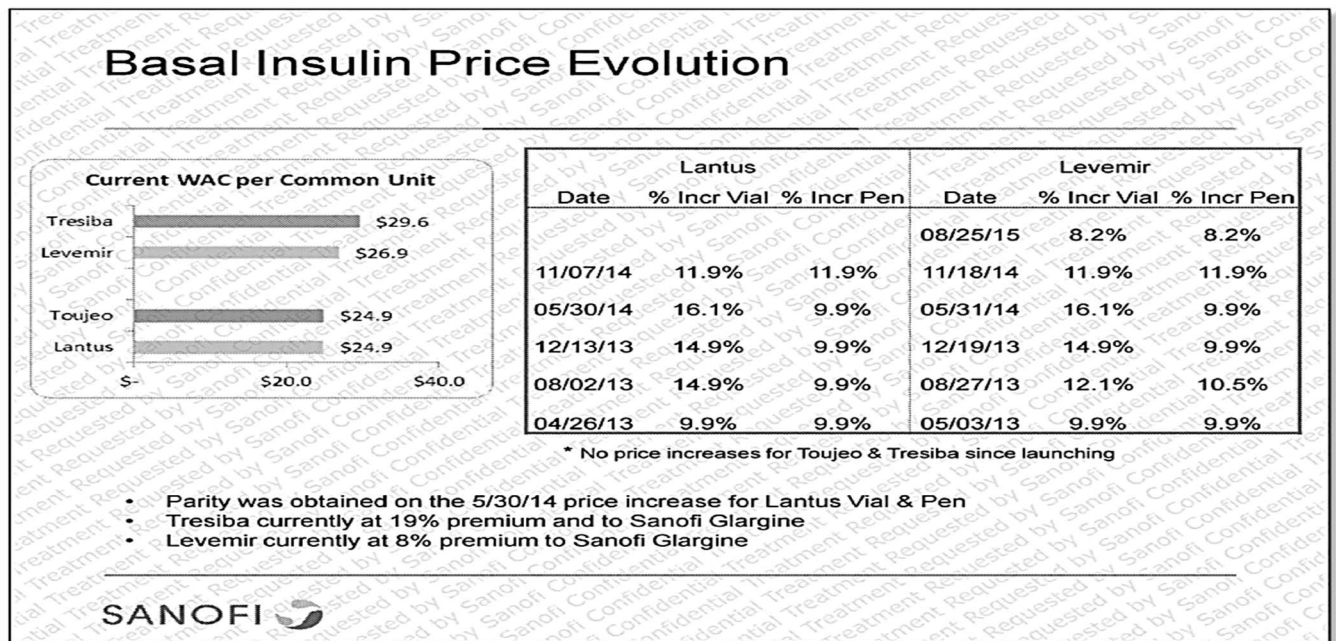 Basal Insulin Price Evolution
Current WAC per Common Unit
Tresiba $29.6
Levemir $26.9
Toujeo $24.9
Lantus $24.9
$- $20.0 $40.0
Lantus Levemir
Date % Incr Vial % Incr Pen Date % Incr Vial % Incr Pen
08/25/15 8.2% 8.2%
11/07/14 11.9% 11.9% 11/18/14 11.9% 11.9%
05/30/14 16.1% 9.9% 05/31/14 16.1% 9.9%
12/13/13 14.9% 9.9% 12/19/13 14.9% 9.9%
08/02/13 14.9% 9.9% 08/27/13 12.1% 10.5%
04/26/13 9.9% 9.9% 05/03/13 9.9% 9.9%
* No price increases for Toujeo & Tresiba since launching
• Parity was obtained on the 5/30/14 price increase for Lantus Vial & Pen
• Tresiba currently at 19% premium and to Sanofi Glargine
• Levemir currently at 8% premium to Sanofi Glargine
SANOFI
Confidential Treatment Requested by Sanofi